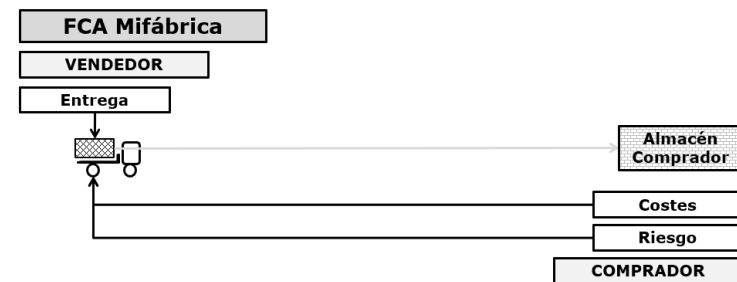 FCA Mifábrica
VENDEDOR
Entrega
Almacén
Comprador
Costes
Riesgo
COMPRADOR